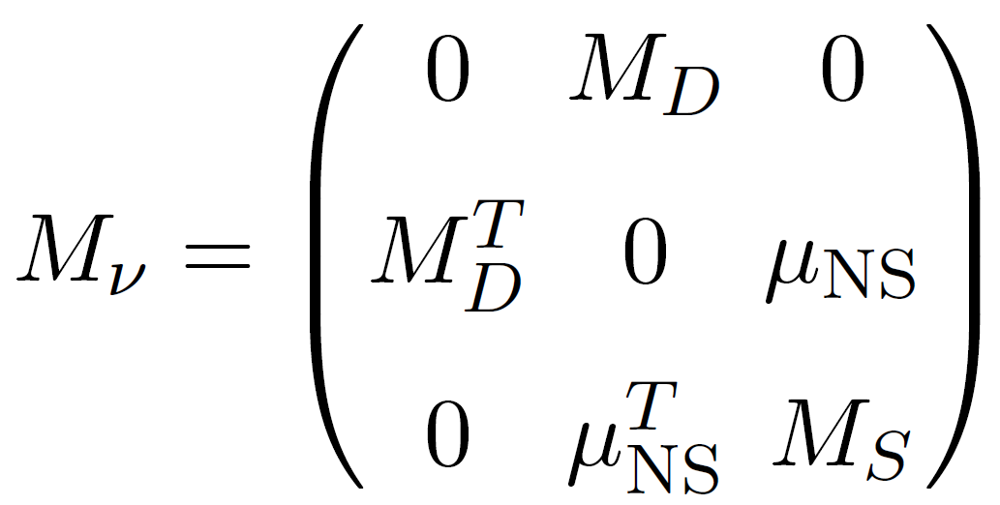 0 M_D 0
M_ν = M_D^T 0 μ_NS
0 μ_NS^T M_S